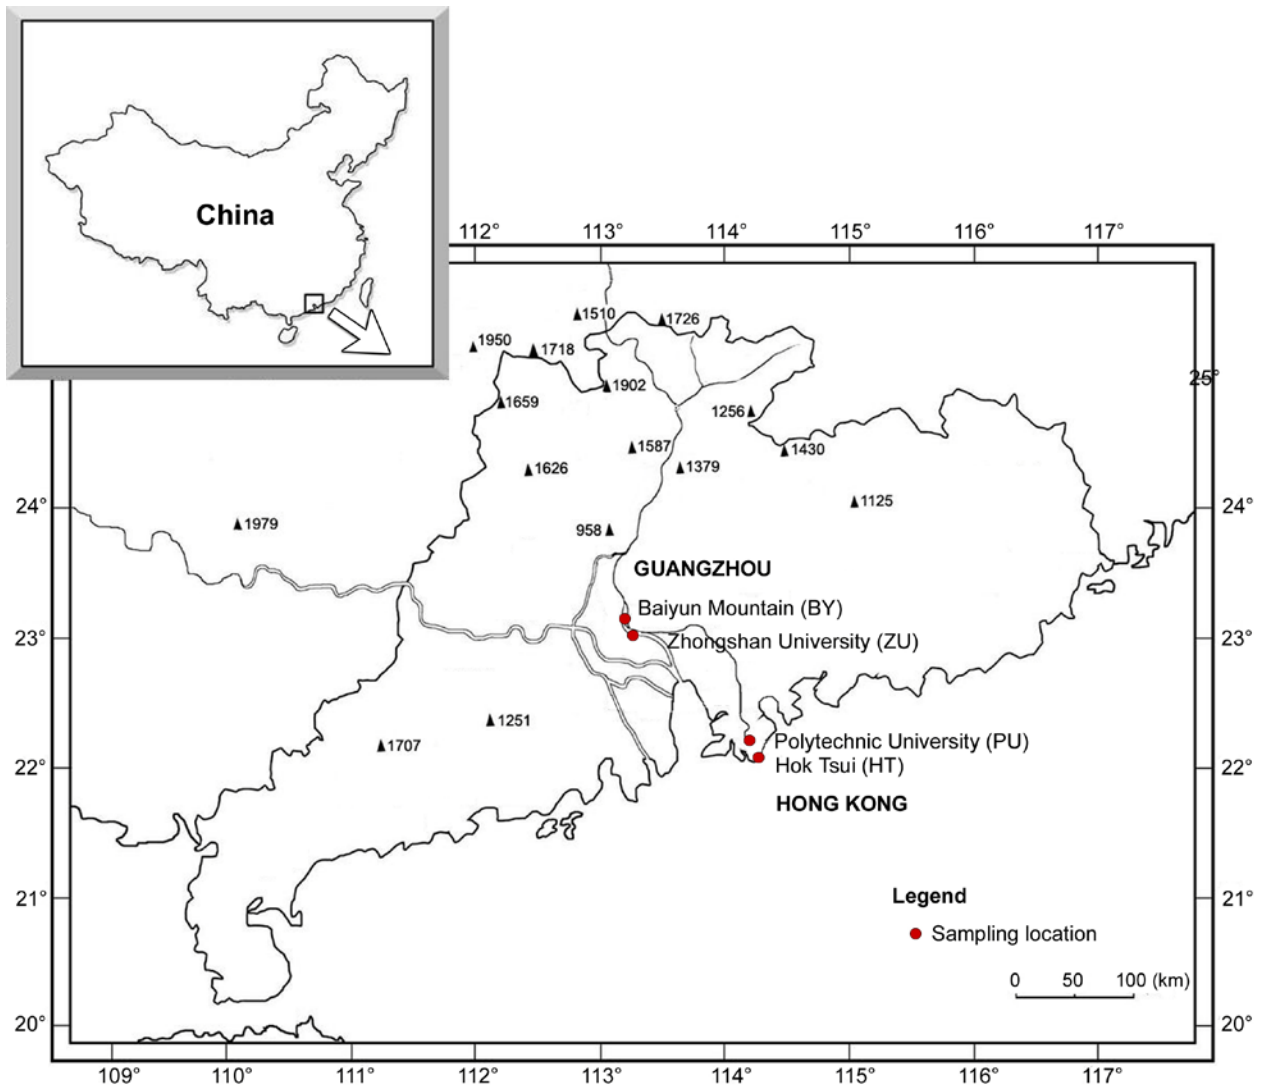 China
112° 113° 114° 115° 116° 117°
1510
1726
1950
1718
25°
1902
1659
1256
1587
1430
1626
1379
1125
24°
24°
1979
958
GUANGZHOU
Baiyun Mountain (BY)
23°
Zhongshan University (ZU)
23°
1251
1707
Polytechnic University (PU)
22°
Hok Tsui (HT)
22°
HONG KONG
21°
Legend
21°
Sampling location
0 50 100 (km)
20°
20°
109° 110° 111° 112° 113° 114° 115° 116° 117°